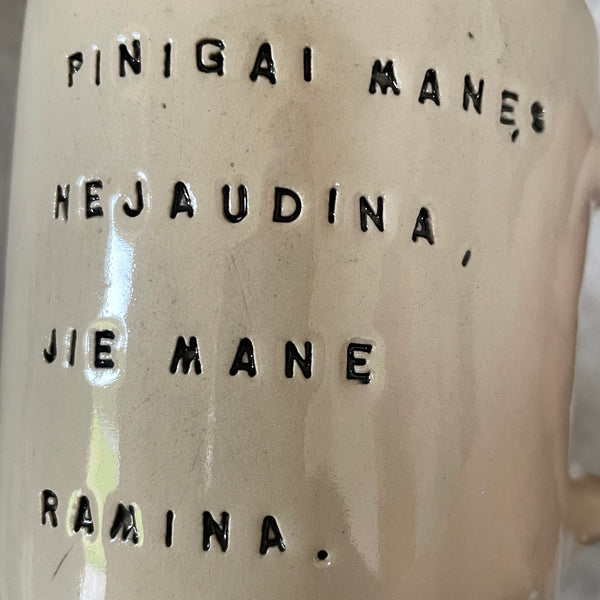 PINIGAI MANĘS
NEJAUDINA,
JIE MANE
RAMINA.